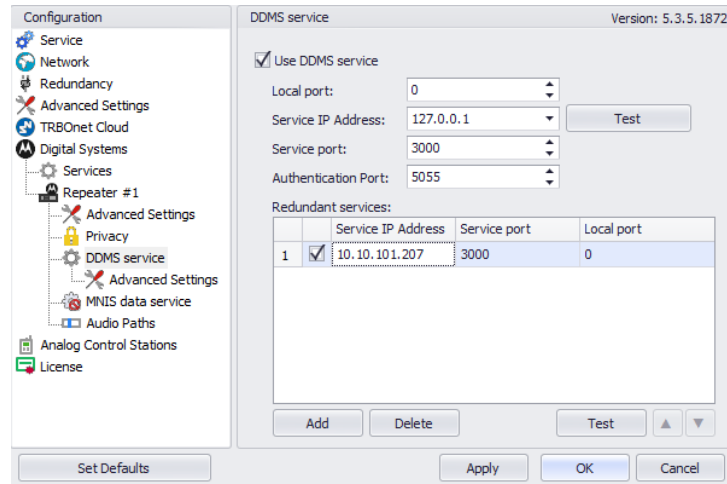 Configuration
Service
Network
Redundancy
Advanced Settings
TRBOnet Cloud
Digital Systems
Services
Repeater #1
Advanced Settings
Privacy
DDMS service
Advanced Settings
MNIS data service
Audio Paths
Analog Control Stations
License
Set Defaults
DDMS service Version: 5.3.5.1872
Use DDMS service
Local port: 0
Service IP Address: 127.0.0.1 Test
Service port: 3000
Authentication Port: 5055
Redundant services:
Service IP Address Service port Local port
1 10.10.101.207 3000 0
Add Delete Test
Apply OK Cancel